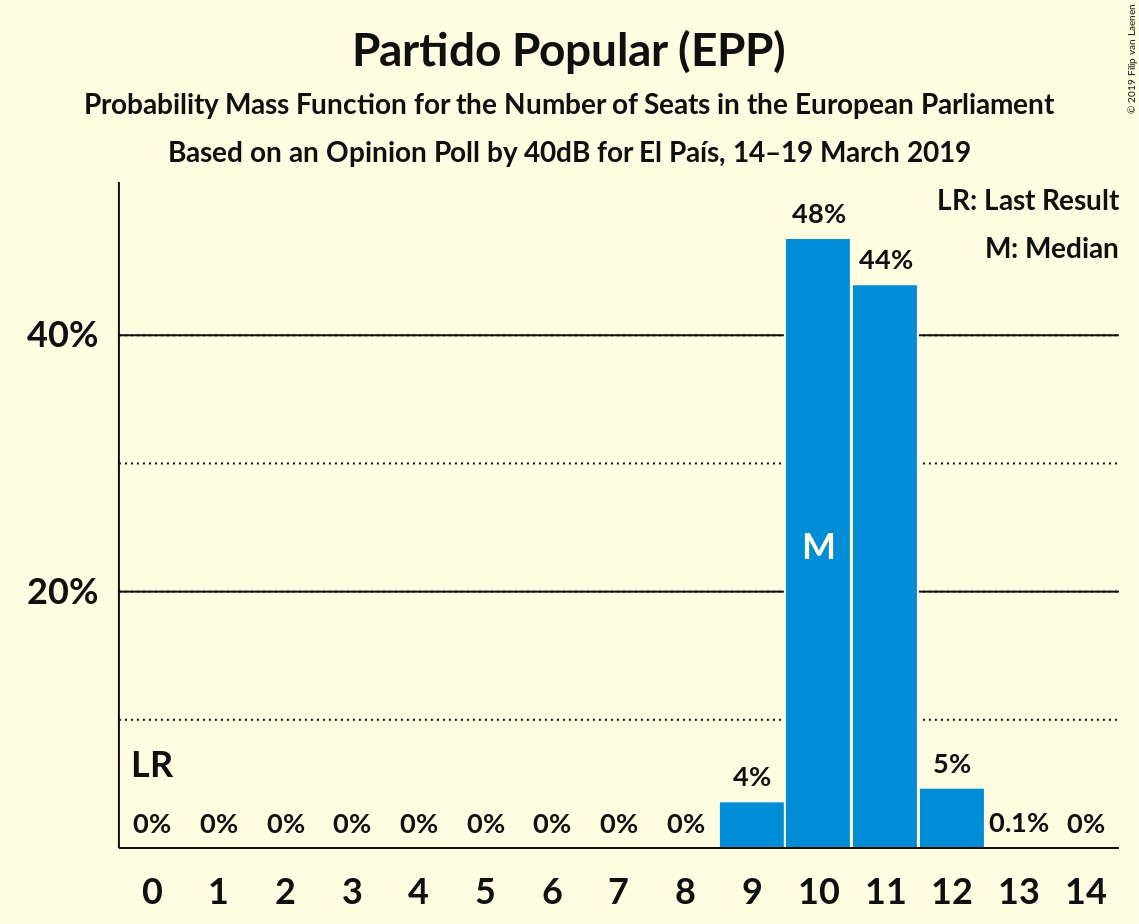 Partido Popular (EPP)
Probability Mass Function for the Number of Seats in the European Parliament
Based on an Opinion Poll by 40dB for El País, 14–19 March 2019
© 2019 Filip van Laenen
LR: Last Result
M: Median
48%
44%
40%
M
20%
LR
4%
5%
0% 0% 0% 0% 0% 0% 0% 0% 0% 0.1% 0%
0 1 2 3 4 5 6 7 8 9 10 11 12 13 14